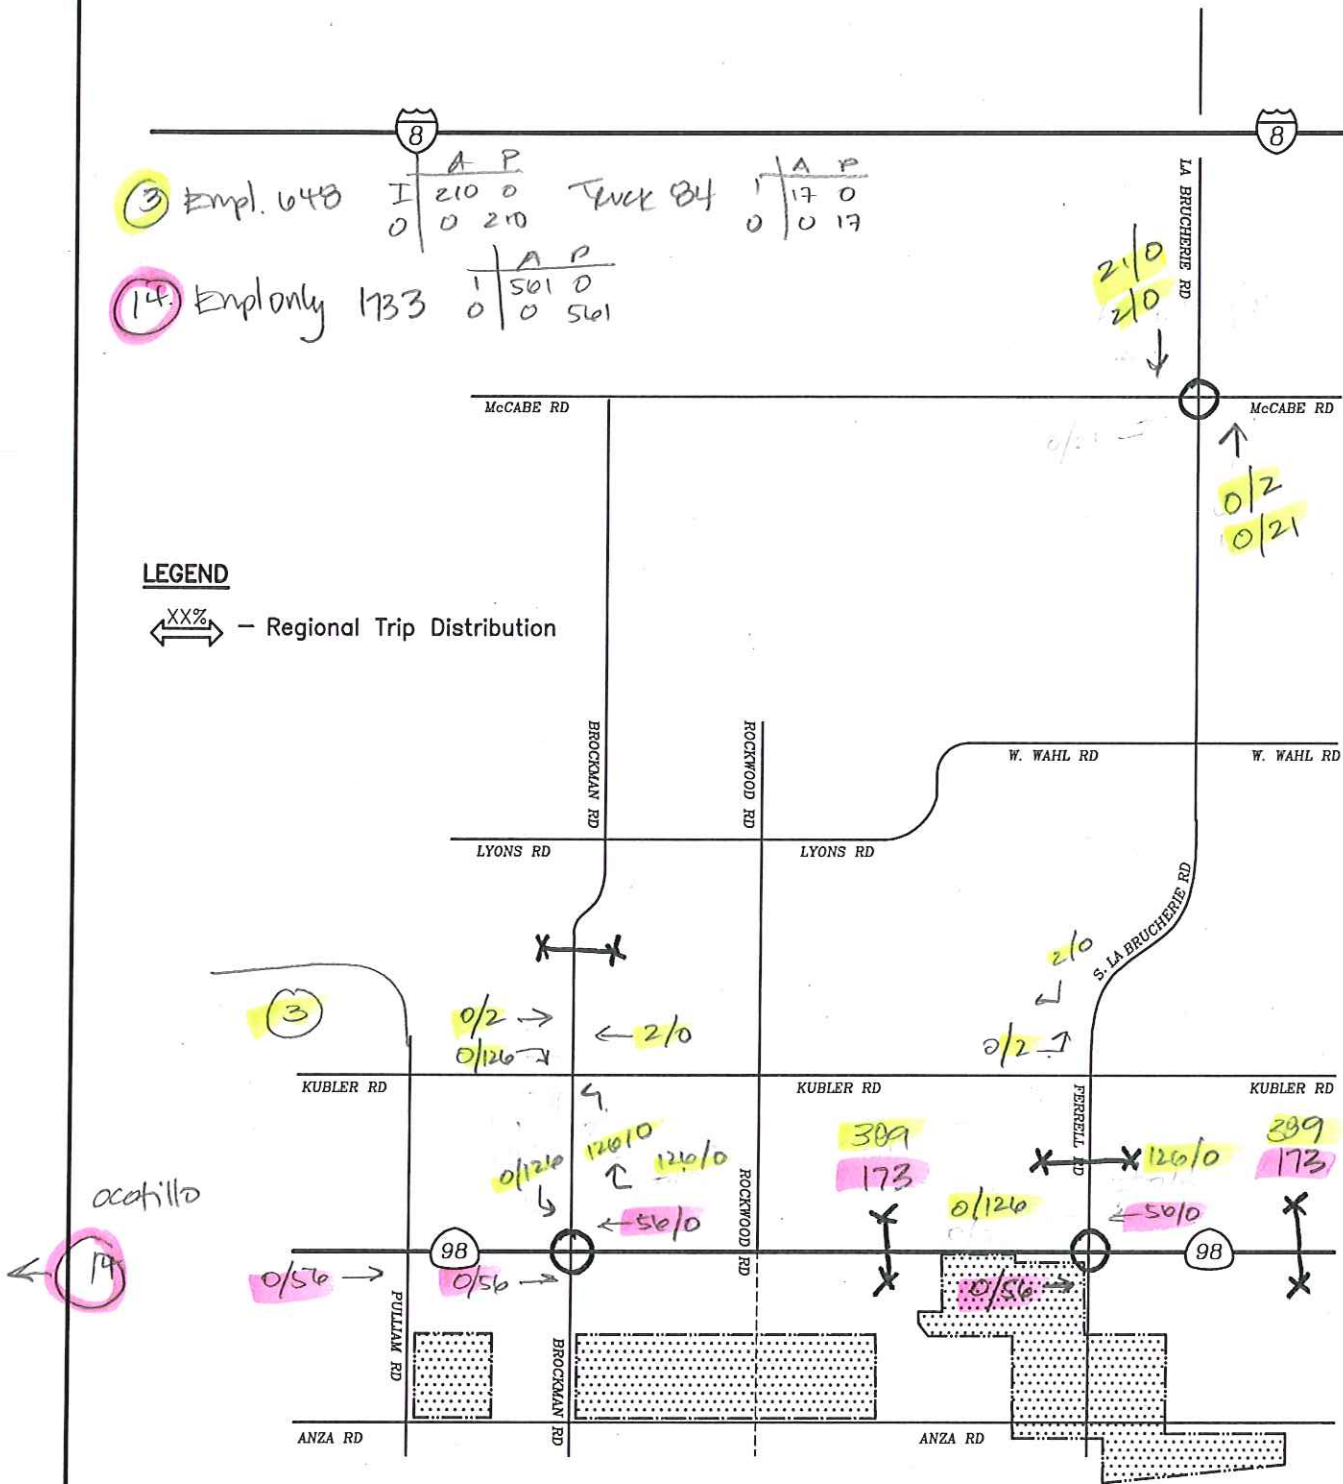 8
8
A P
3 Empl. 648 I 210 0 Truck 84
O 0 210
A P
I 17 0
O 0 17
14. Empl only 1733
A P
I 561 0
O 0 561
LA BRUCHERIE RD
21/0
2/0
McCABE RD
McCABE RD
0/2
0/21
LEGEND
XX%
- Regional Trip Distribution
BROCKMAN RD
ROCKWOOD RD
W. WAHL RD
W. WAHL RD
LYONS RD
LYONS RD
S. LA BRUCHERIE RD
2/0
3
0/2 →
← 2/0
0/126
0/2
KUBLER RD
KUBLER RD
KUBLER RD
FERRELL RD
126/0
126/0
0/126
389
173
126/0
399
173
ocotillo
← 56/0
ROCKWOOD RD
0/126
← 56/0
14
98
98
0/56 →
0/56 →
0/56 →
PULLIAM RD
BROCKMAN RD
ANZA RD
ANZA RD